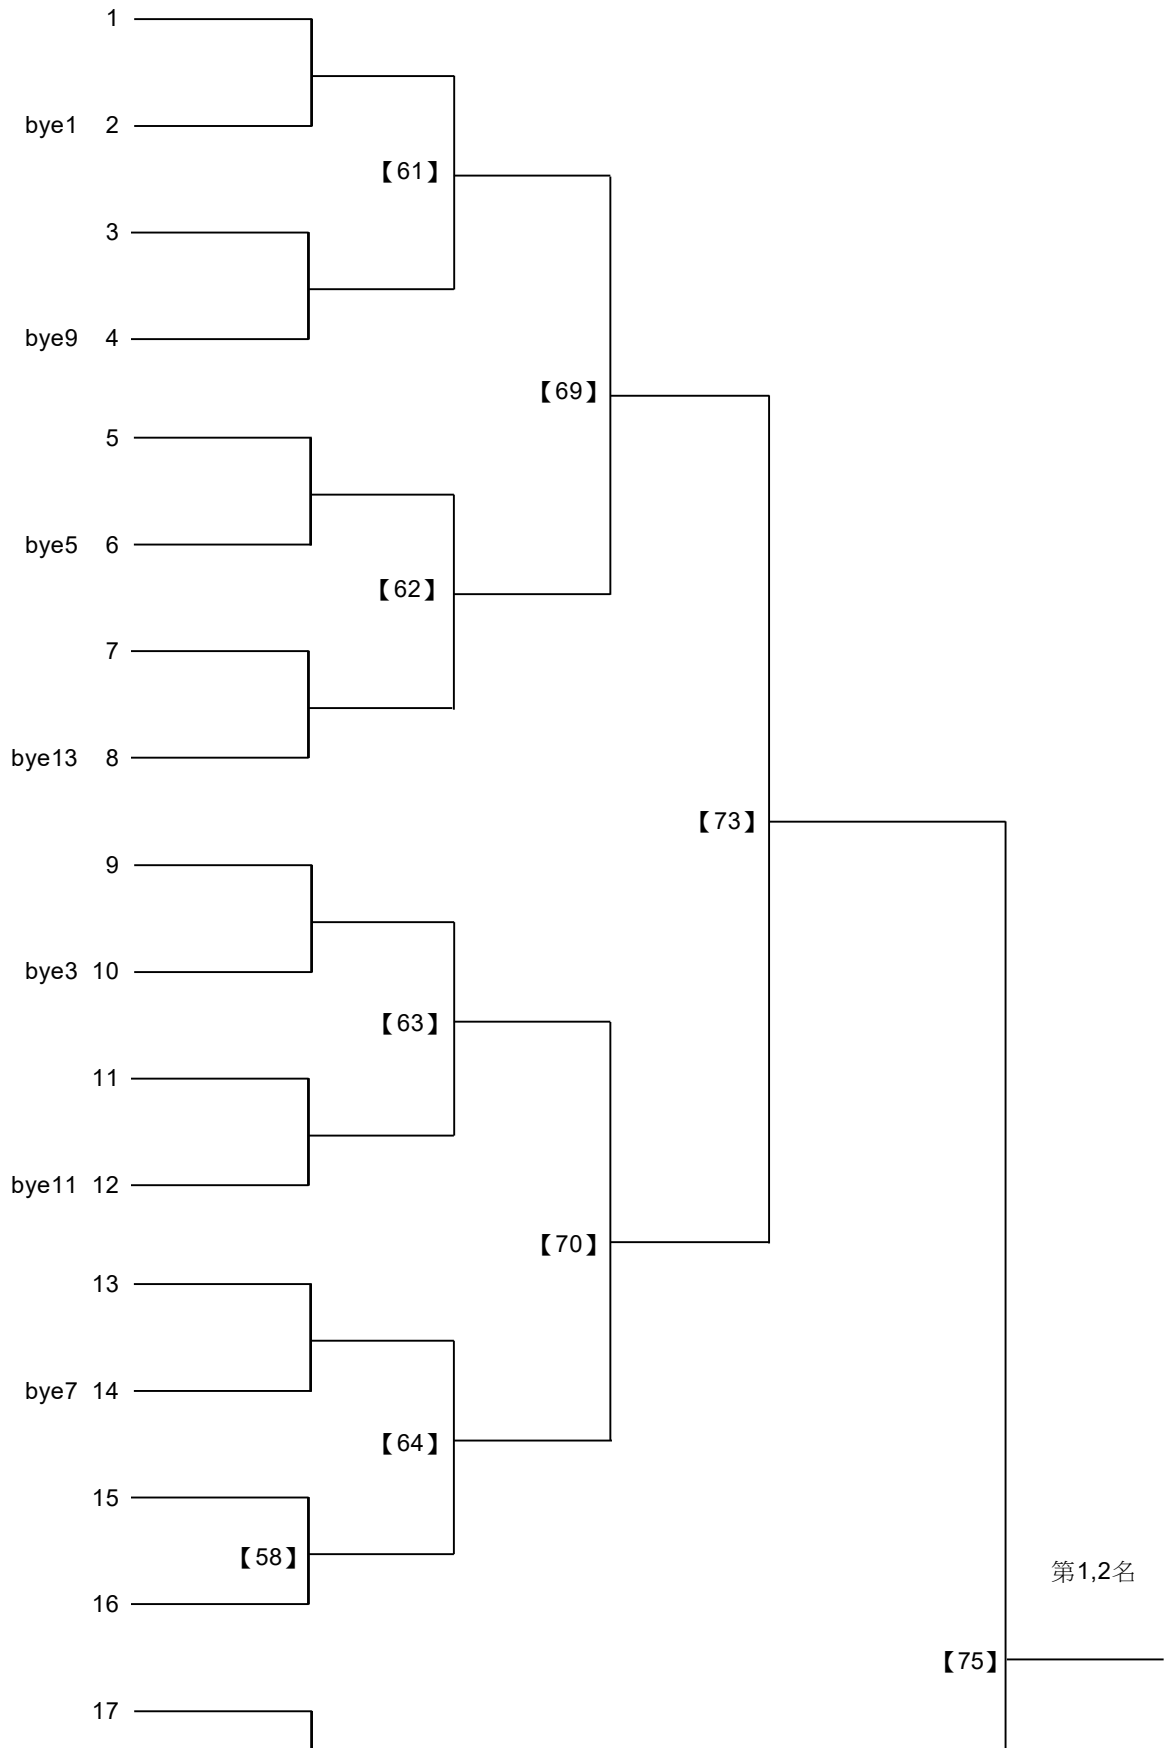 1
bye1 2
【61】
3
bye9 4
【69】
5
bye5 6
【62】
7
bye13 8
【73】
9
bye3 10
【63】
11
bye11 12
【70】
13
bye7 14
【64】
15
【58】
第1,2名
16
【75】
17